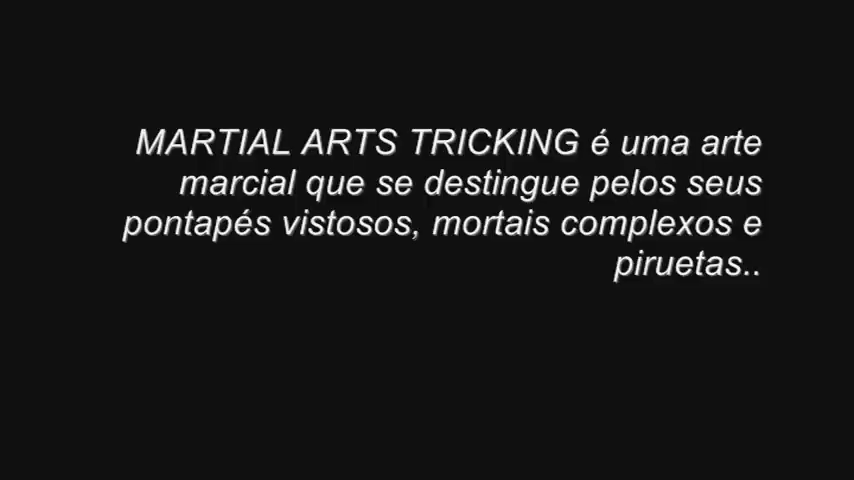 MARTIAL ARTS TRICKING é uma arte
marcial que se destingue pelos seus
pontapés vistosos, mortais complexos e
piruetas..